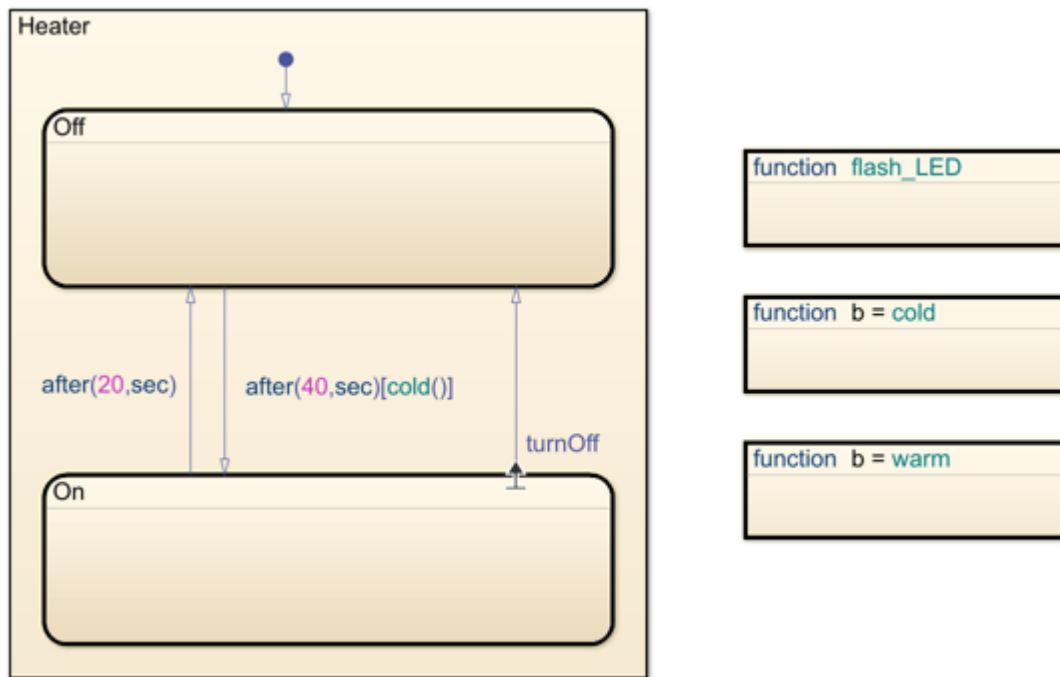 Heater
Off
after(20,sec)
after(40,sec)[cold()]
turnOff
On
function flash_LED
function b = cold
function b = warm